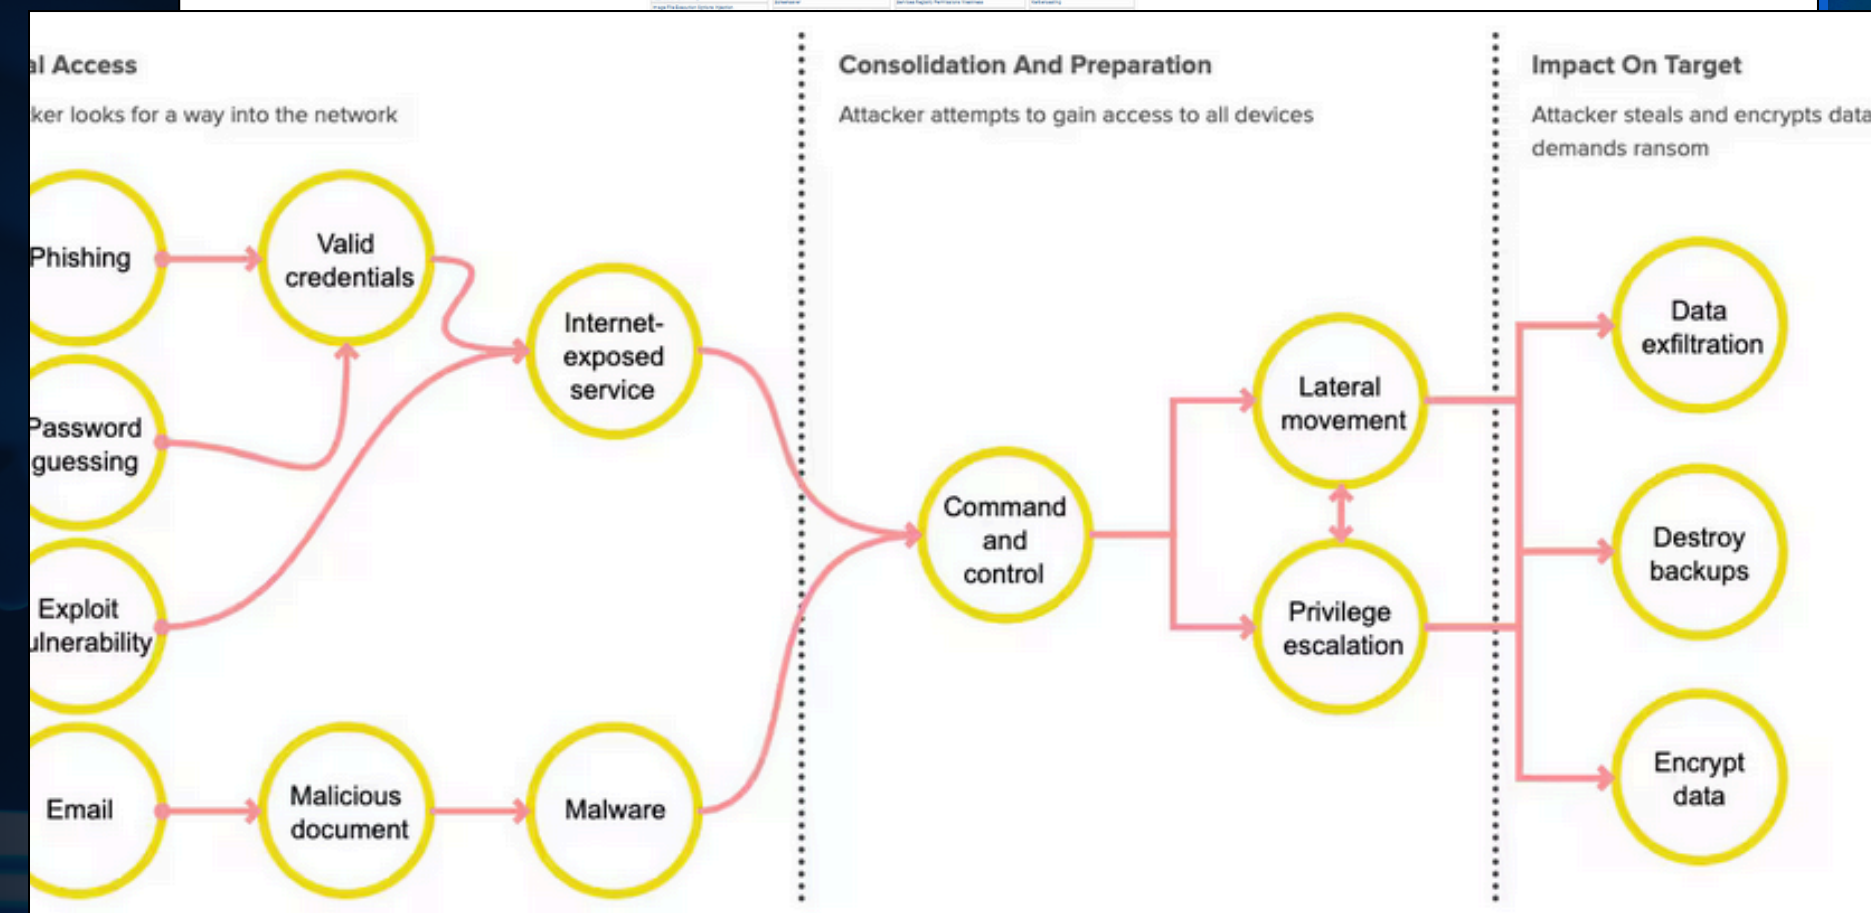 al Access
ker looks for a way into the network
Consolidation And Preparation
Attacker attempts to gain access to all devices
Impact On Target
Attacker steals and encrypts data
demands ransom
Phishing
Valid
credentials
Internet-
exposed
service
Password
guessing
Exploit
ulnerability
Email
Malicious
document
Malware
Command
and
control
Lateral
movement
Privilege
escalation
Data
exfiltration
Destroy
backups
Encrypt
data